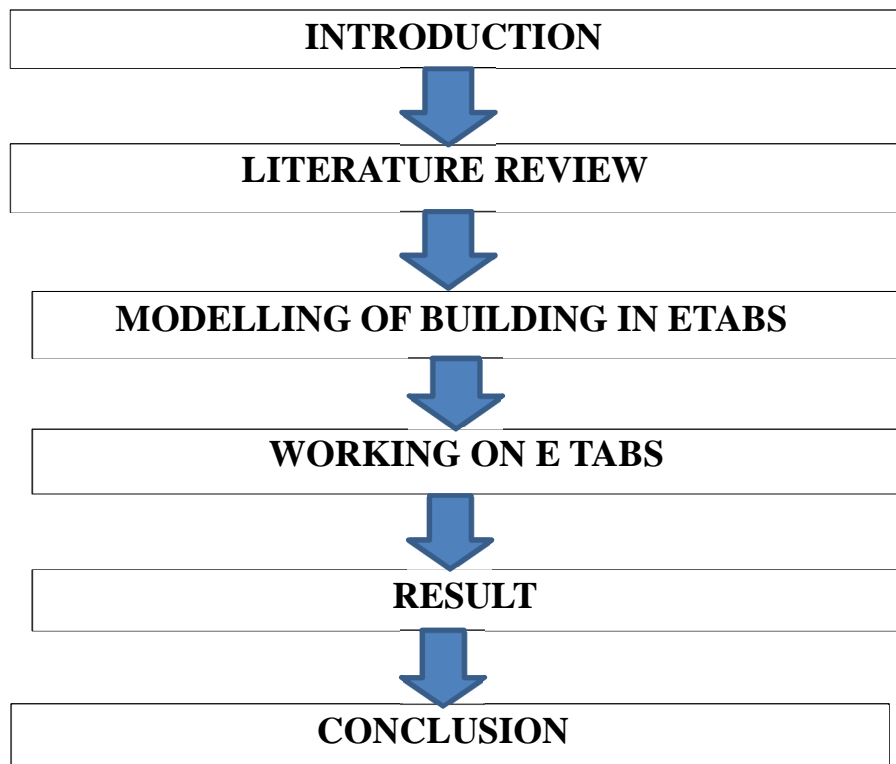 INTRODUCTION
LITERATURE REVIEW
MODELLING OF BUILDING IN ETABS
WORKING ON E TABS
RESULT
CONCLUSION